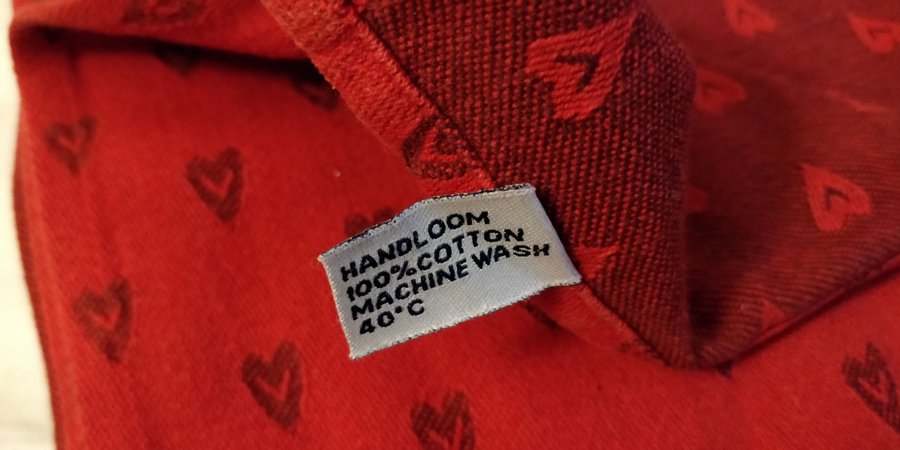 HANDLOOM
100%COTTON
MACHINE WASH
40°C